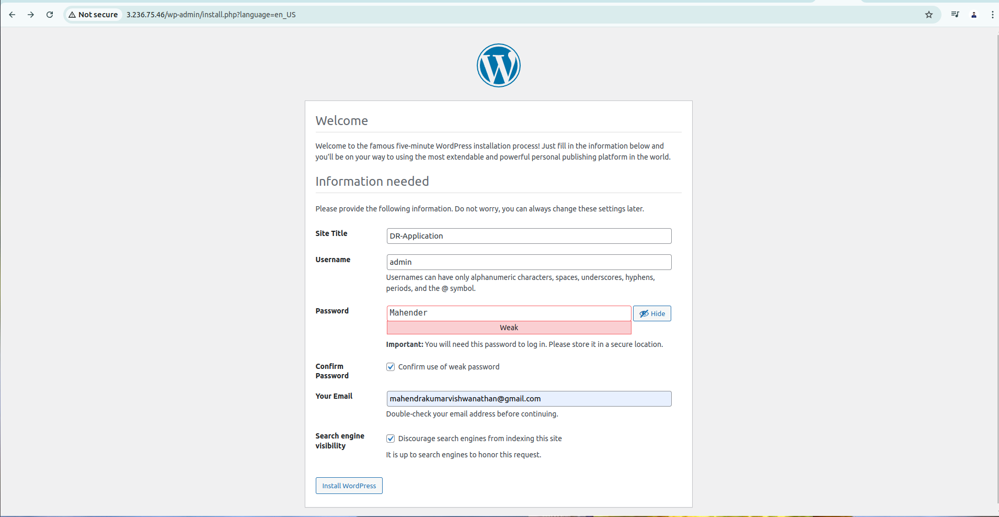 Not secure 3.236.75.46/wp-admin/install.php?language=en_US
Welcome
Welcome to the famous five-minute WordPress installation process! Just fill in the information below and
you’ll be on your way to using the most extendable and powerful personal publishing platform in the world.
Information needed
Please provide the following information. Do not worry, you can always change these settings later.
Site Title
DR-Application
Username
admin
Usernames can have only alphanumeric characters, spaces, underscores, hyphens,
periods, and the @ symbol.
Password
Mahender
Hide
Weak
Important: You will need this password to log in. Please store it in a secure location.
Confirm
Password
Confirm use of weak password
Your Email
mahendrakumarvishwanathan@gmail.com
Double-check your email address before continuing.
Search engine
visibility
Discourage search engines from indexing this site
It is up to search engines to honor this request.
Install WordPress